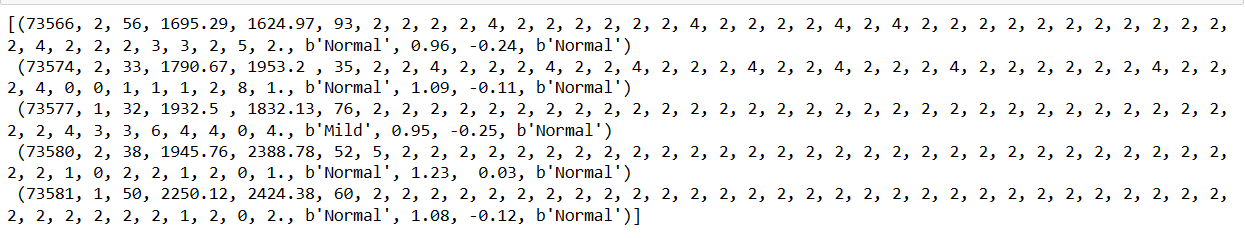 [(73566, 2, 56, 1695.29, 1624.97, 93, 2, 2, 2, 2, 4, 2, 2, 2, 2, 2, 2, 4, 2, 2, 2, 2, 4, 2, 4, 2, 2, 2, 2, 2, 2, 2, 2, 2, 2, 2,
2, 4, 2, 2, 2, 3, 3, 2, 5, 2., b'Normal', 0.96, -0.24, b'Normal')
(73574, 2, 33, 1790.67, 1953.2 , 35, 2, 2, 4, 2, 2, 2, 4, 2, 2, 4, 2, 2, 2, 4, 2, 2, 4, 2, 2, 2, 4, 2, 2, 2, 2, 2, 2, 4, 2, 2,
2, 4, 0, 0, 1, 1, 1, 2, 8, 1., b'Normal', 1.09, -0.11, b'Normal')
(73577, 1, 32, 1932.5 , 1832.13, 76, 2, 2, 2, 2, 2, 2, 2, 2, 2, 2, 2, 2, 2, 2, 2, 2, 2, 2, 2, 2, 2, 2, 2, 2, 2, 2, 2, 2, 2, 2,
2, 2, 4, 3, 3, 6, 4, 4, 0, 4., b'Mild', 0.95, -0.25, b'Normal')
(73580, 2, 38, 1945.76, 2388.78, 52, 5, 2, 2, 2, 2, 2, 2, 2, 2, 2, 2, 2, 2, 2, 2, 2, 2, 2, 2, 2, 2, 2, 2, 2, 2, 2, 2, 2, 2, 2,
2, 2, 1, 0, 2, 2, 1, 2, 0, 1., b'Normal', 1.23,  0.03, b'Normal')
(73581, 1, 50, 2250.12, 2424.38, 60, 2, 2, 2, 2, 2, 2, 2, 2, 2, 2, 2, 2, 2, 2, 2, 2, 2, 2, 2, 2, 2, 2, 2, 2, 2, 2, 2, 2, 2, 2,
2, 2, 2, 2, 2, 2, 1, 2, 0, 2., b'Normal', 1.08, -0.12, b'Normal')]